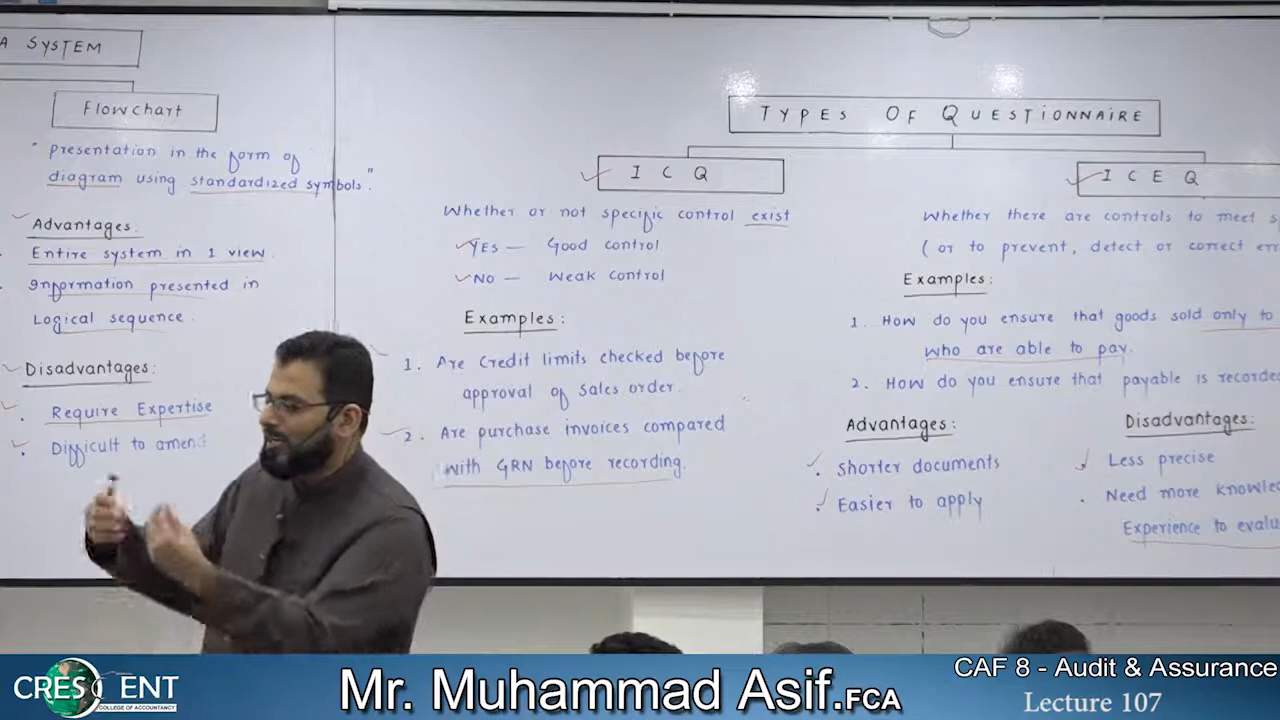 A SYSTEM
Flowchart
" presentation in the form of
diagram using standardized symbols."
Advantages.
Entire system in 1 view.
Information presented in
Logical sequence.
Disadvantages:
. Require Expertise
. Difficult to amend
TYPES OF QUESTIONNAIRE
I C Q
Whether or not specific control exist
YES — Good control
NO — Weak control
Examples:
1. Are Credit limits checked before
approval of sales order.
2. Are purchase invoices compared
with GRN before recording.
I C E Q
Whether there are controls to meet
( or to prevent, detect or correct
Examples:
1. How do you ensure that goods sold only to
who are able to pay.
2. How do you ensure that payable is recorded
Advantages:
. Shorter documents
. Easier to apply
Disadvantages:
. Less precise
. Need more
Experience to
CRESCENT
COLLEGE OF ACCOUNTANCY
Mr. Muhammad Asif.FCA
CAF 8 - Audit & Assurance
Lecture 107